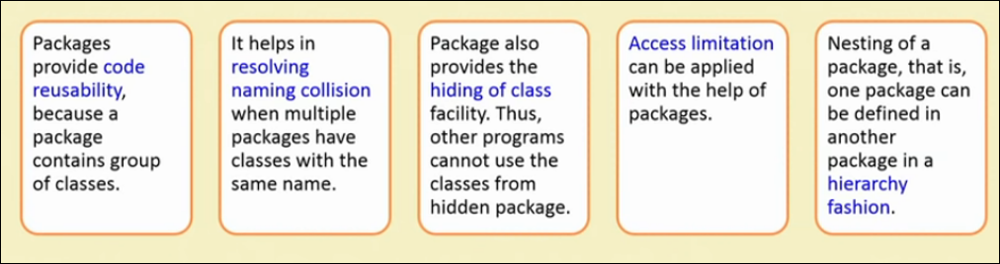 Packages
provide code
reusability,
because a
package
contains group
of classes.
It helps in
resolving
naming collision
when multiple
packages have
classes with the
same name.
Package also
provides the
hiding of class
facility. Thus,
other programs
cannot use the
classes from
hidden package.
Access limitation
can be applied
with the help of
packages.
Nesting of a
package, that is,
one package can
be defined in
another
package in a
hierarchy
fashion.